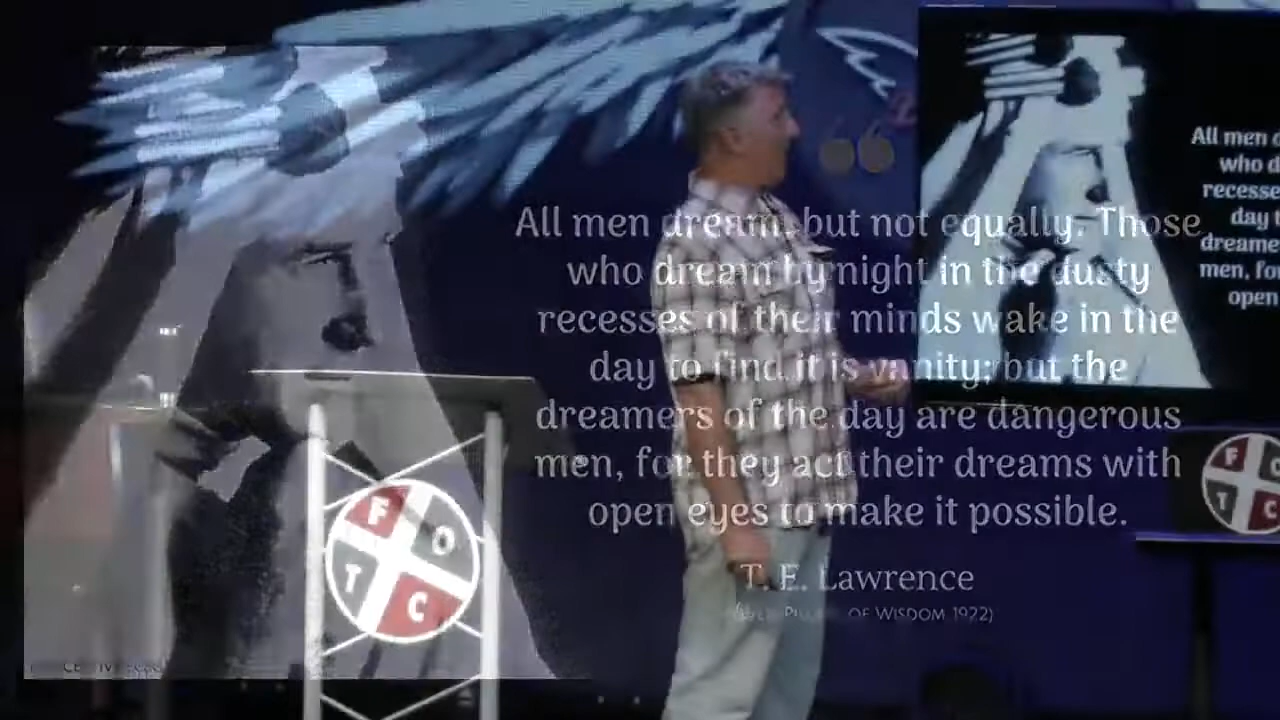 All men dream, but not equally. Those
who dream by night in the dusty
recesses of their minds wake in the
day to find it is vanity; but the
dreamers of the day are dangerous
men, for they act their dreams with
open eyes to make it possible.
T. E. Lawrence
OF WISDOM 1922)
All men
who d
recesses
day
dreame
men, for
open
F O
T C
F
T C